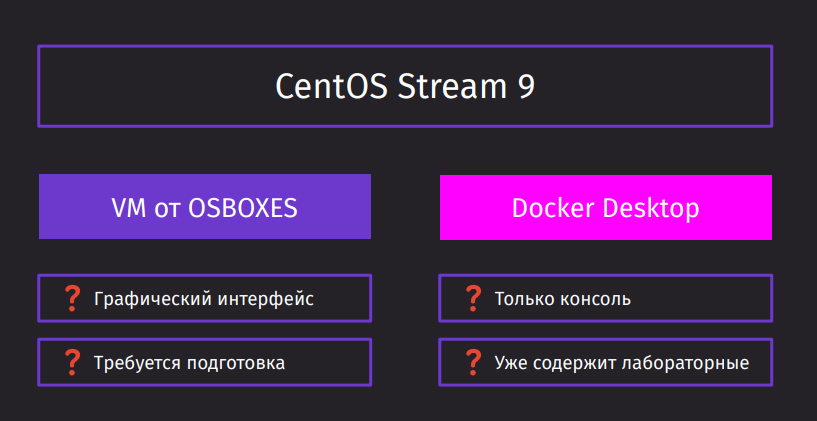 CentOS Stream 9
VM от OSBOXES
Docker Desktop
❓ Графический интерфейс
❓ Только консоль
❓ Требуется подготовка
❓ Уже содержит лабораторные